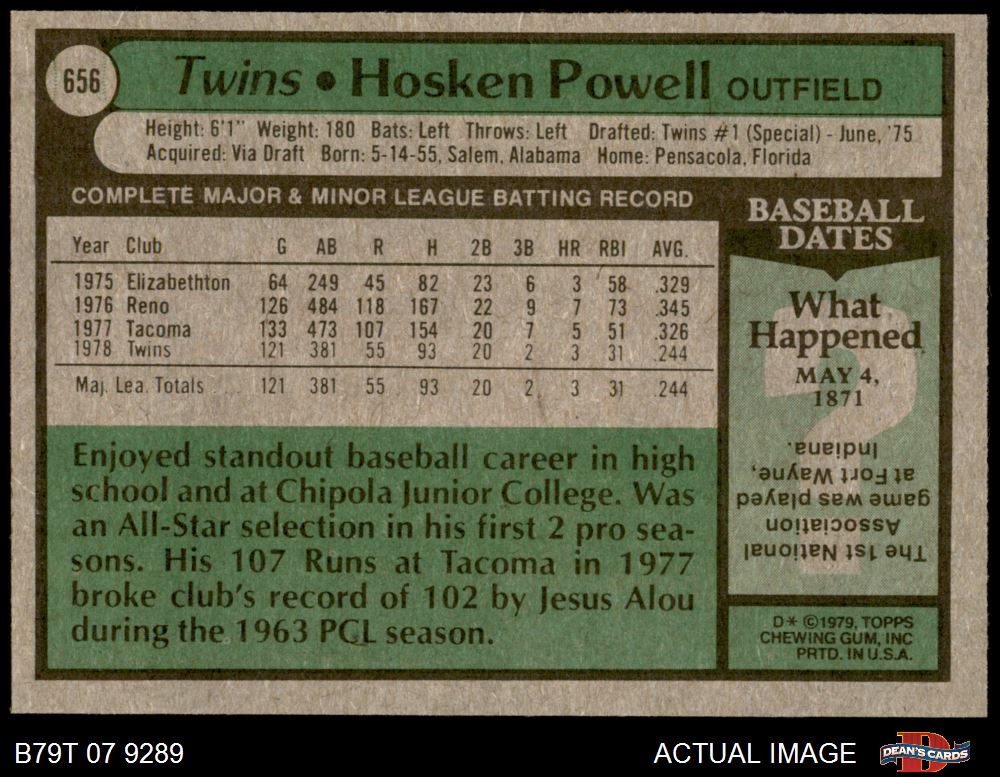 656
Twins • Hosken Powell OUTFIELD
Height: 6'1" Weight: 180 Bats: Left Throws: Left Drafted: Twins #1 (Special) - June, '75
Acquired: Via Draft Born: 5-14-55, Salem, Alabama Home: Pensacola, Florida
COMPLETE MAJOR & MINOR LEAGUE BATTING RECORD
Year Club G AB R H 2B 3B HR RBI AVG.
1975 Elizabethton 64 249 45 82 23 6 3 58 .329
1976 Reno 126 484 118 167 22 9 7 73 .345
1977 Tacoma 133 473 107 154 20 7 5 51 .326
1978 Twins 121 381 55 93 20 2 3 31 .244
Maj. Lea. Totals .... 121 381 55 93 20 2 3 31 .244
Enjoyed standout baseball career in high
school and at Chipola Junior College. Was
an All-Star selection in his first 2 pro sea-
sons. His 107 Runs at Tacoma in 1977
broke club's record of 102 by Jesus Alou
during the 1963 PCL season.
BASEBALL
DATES
What
Happened
MAY 4,
1871
The 1st National
Association
game was played
at Fort Wayne,
Indiana.
D* ©1979, TOPPS
CHEWING GUM, INC
PRTD. IN U.S.A.
B79T 07 9289
ACTUAL IMAGE
DEAN'S CARDS